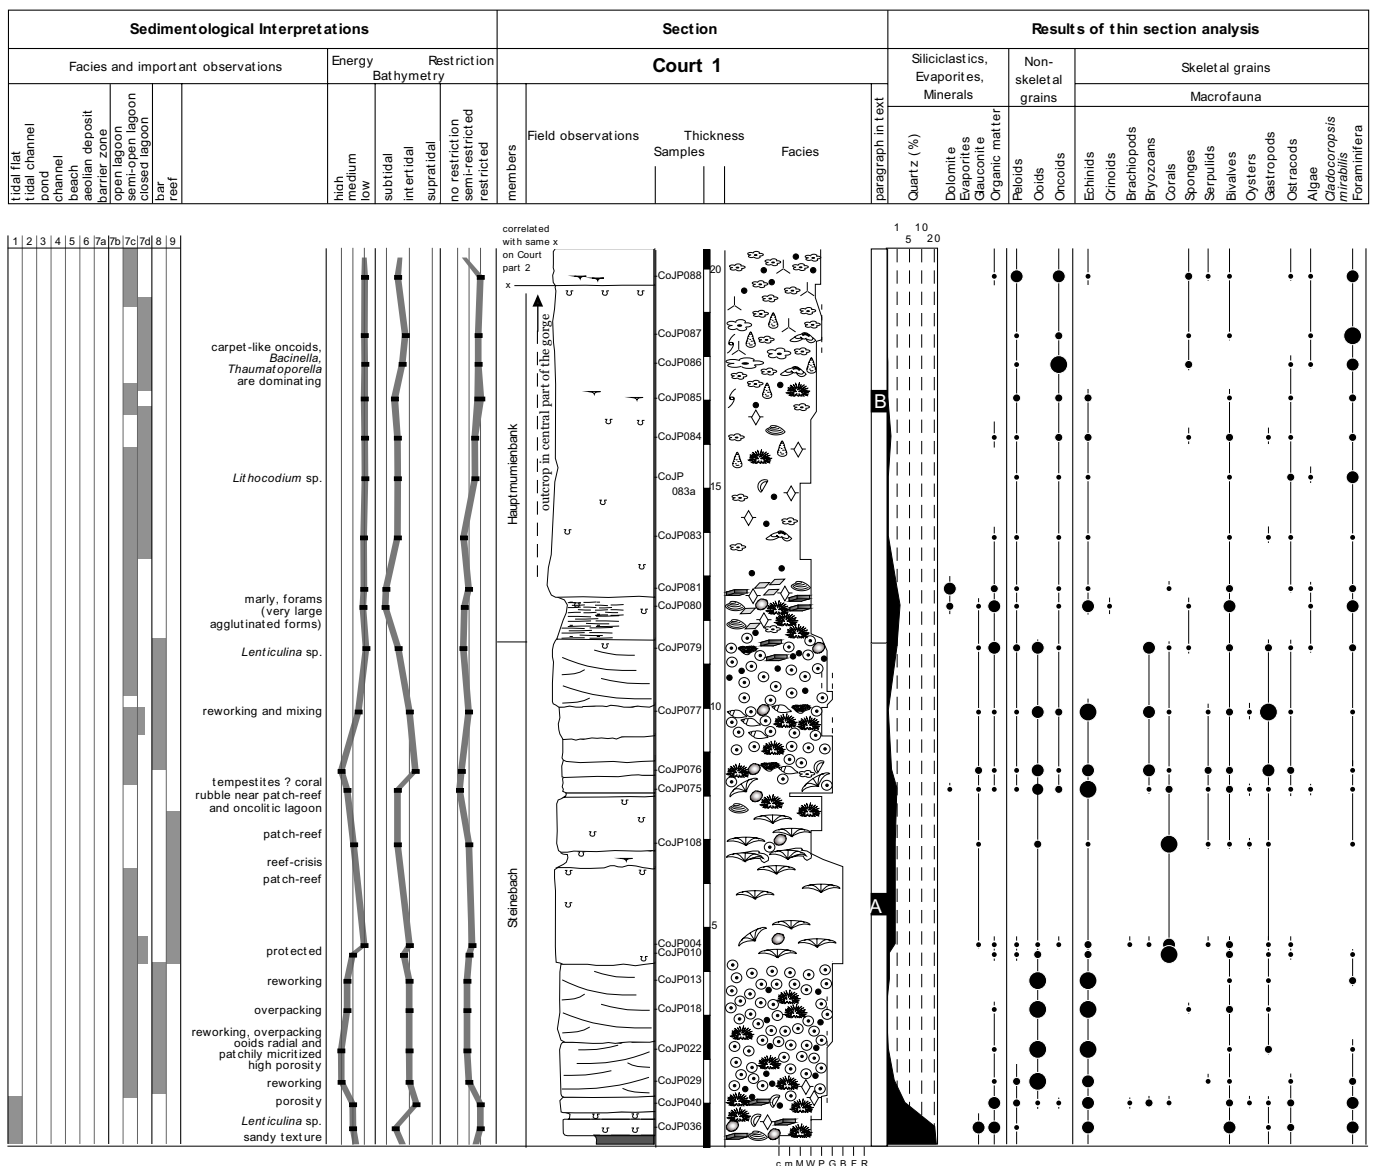 Sedimentological Interpretations
Section
Results of thin section analysis
Facies and important observations
Energy
Bathymetry
Restriction
Court 1
Siliciclastics,
Evaporites,
Minerals
Non-
skeletal
grains
Skeletal grains
Macrofauna
tidal flat
tidal channel
pond
channel
beach
aeolian deposit
barrier zone
open lagoon
semi-open lagoon
closed lagoon
bar
reef
high
medium
low
subtidal
intertidal
supratidal
no restriction
semi-restricted
restricted
members
Field observations
Thickness
Samples
Facies
paragraph in text
Quartz (%)
Dolomite
Evaporites
Glauconite
Organic matter
Peloids
Ooids
Oncoids
Echinids
Crinoids
Brachiopods
Bryozoans
Corals
Sponges
Serpulids
Bivalves
Oysters
Gastropods
Ostracods
Algae
Cladocoropsis
mirabilis
Foraminifera
1 2 3 4 5 6 7a 7b 7c 7d 8 9
correlated
with same x
on Court
part 2
x
1 10
5 20
20
CoJP088
CoJP087
carpet-like oncoids,
Bacinella,
Thaumatoporella
are dominating
CoJP086
CoJP085
B
CoJP084
Lithocodium sp.
CoJP
083a
15
outcrop in central part of the gorge
Hauptmumienbank
CoJP083
CoJP081
marly, forams
(very large
agglutinated forms)
CoJP080
Lenticulina sp.
CoJP079
reworking and mixing
CoJP077
10
CoJP076
tempestites ? coral
rubble near patch-reef
and oncolitic lagoon
CoJP075
patch-reef
CoJP108
reef-crisis
patch-reef
Steinebach
A
5
protected
CoJP004
CoJP010
reworking
CoJP013
overpacking
CoJP018
reworking, overpacking
ooids radial and
patchily micritized
high porosity
CoJP022
reworking
CoJP029
porosity
CoJP040
Lenticulina sp.
CoJP036
sandy texture
c m M W P G B F R